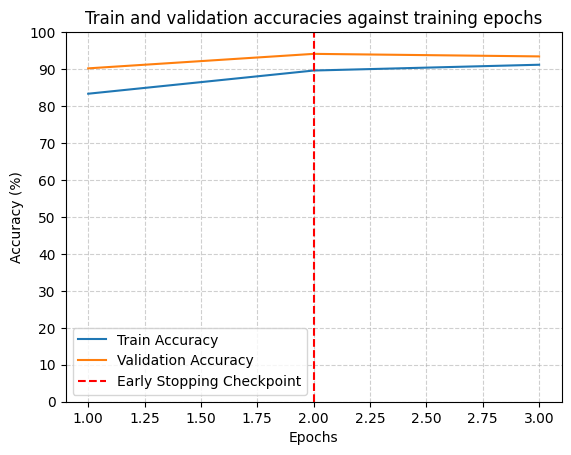 Train and validation accuracies against training epochs
100
90
80
70
60
50
40
30
20
10
0
Accuracy (%)
Train Accuracy
Validation Accuracy
Early Stopping Checkpoint
1.00 1.25 1.50 1.75 2.00 2.25 2.50 2.75 3.00
Epochs